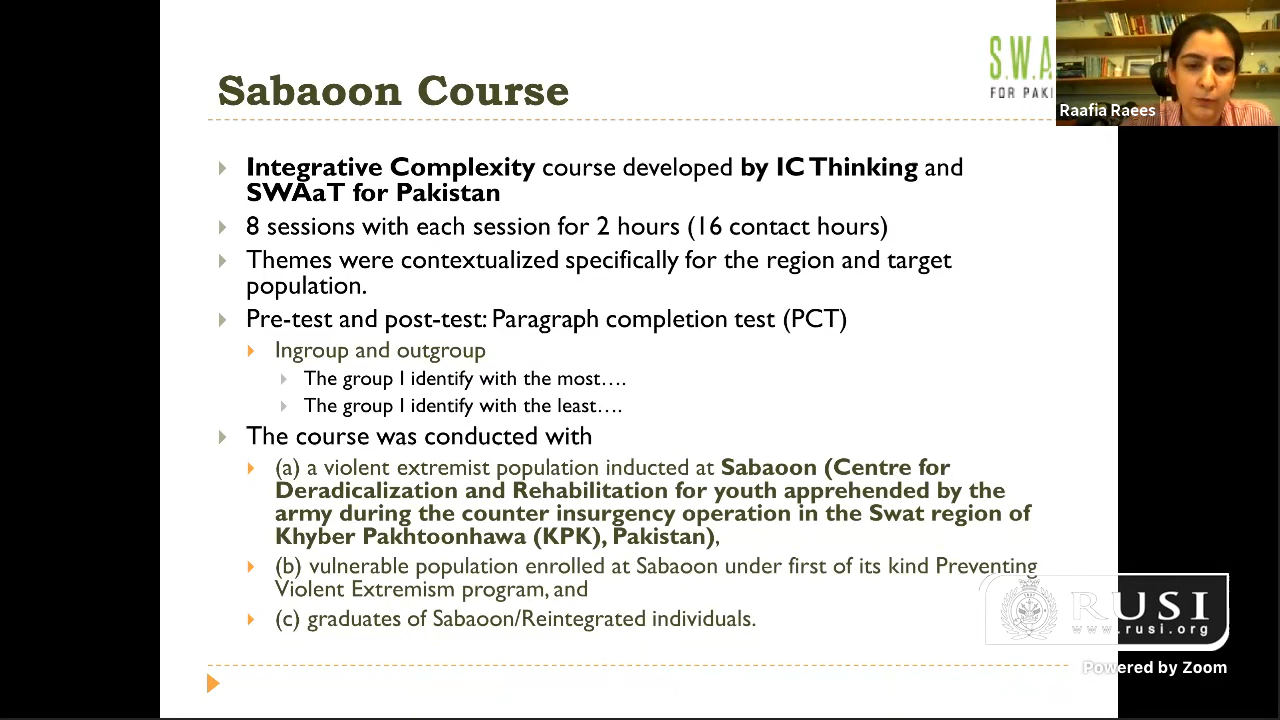 Sabaoon Course
S.W.A
FOR PAKI
Raafia Raees
Integrative Complexity course developed by IC Thinking and
SWAaT for Pakistan
8 sessions with each session for 2 hours (16 contact hours)
Themes were contextualized specifically for the region and target
population.
Pre-test and post-test: Paragraph completion test (PCT)
Ingroup and outgroup
The group I identify with the most....
The group I identify with the least....
The course was conducted with
(a) a violent extremist population inducted at Sabaoon (Centre for
Deradicalization and Rehabilitation for youth apprehended by the
army during the counter insurgency operation in the Swat region of
Khyber Pakhtoonhawa (KPK), Pakistan),
(b) vulnerable population enrolled at Sabaoon under first of its kind Preventing
Violent Extremism program, and
(c) graduates of Sabaoon/Reintegrated individuals.
RUSI
www.rusi.org
Powered by Zoom